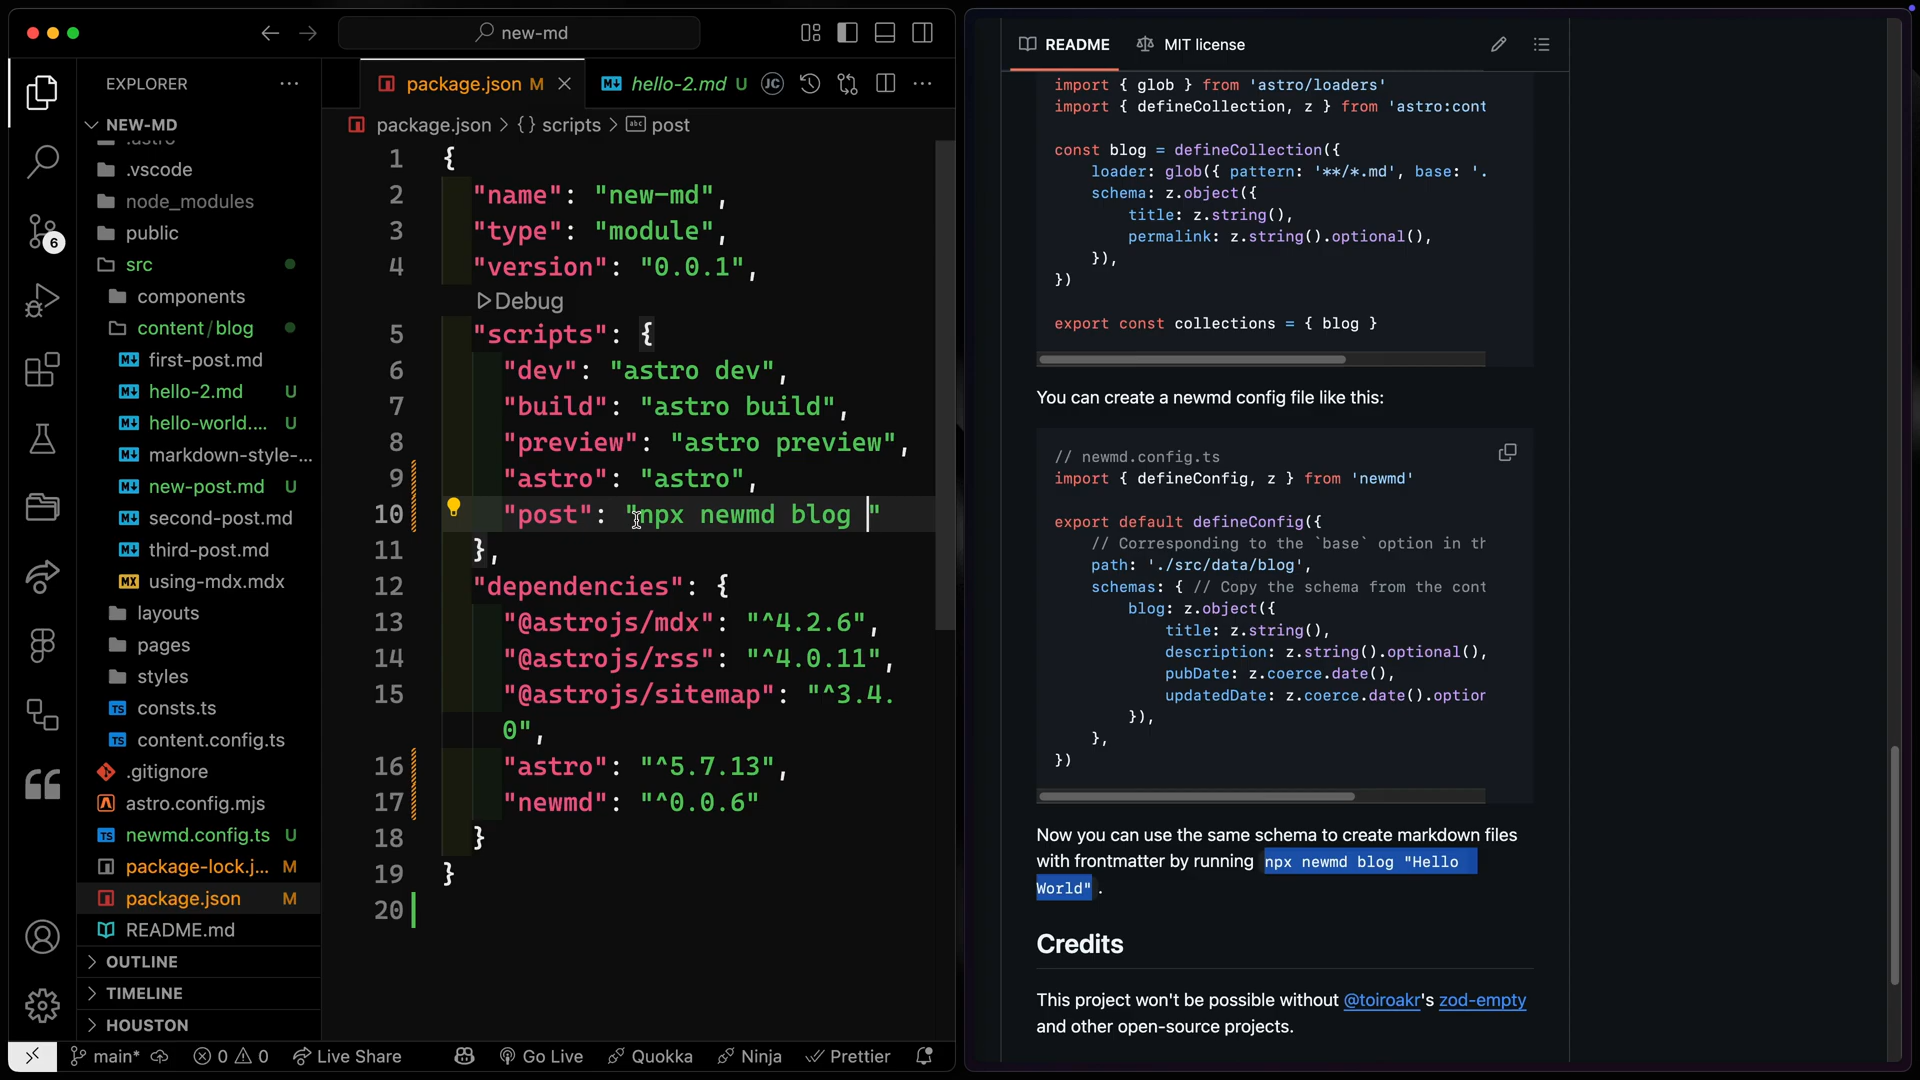 new-md
EXPLORER
NEW-MD
.astro
.vscode
node_modules
public
src
components
content/blog
first-post.md
hello-2.md U
hello-world.... U
markdown-style-...
new-post.md U
second-post.md
third-post.md
using-mdx.mdx
layouts
pages
styles
consts.ts
content.config.ts
.gitignore
astro.config.mjs
newmd.config.ts U
package-lock.j... M
package.json M
README.md
OUTLINE
TIMELINE
HOUSTON
6
package.json M
hello-2.md U
JC
package.json > {} scripts > abc post
1 {
2 "name": "new-md",
3 "type": "module",
4 "version": "0.0.1",
Debug
5 "scripts": {
6 "dev": "astro dev",
7 "build": "astro build",
8 "preview": "astro preview",
9 "astro": "astro",
10 "post": "npx newmd blog "
11 },
12 "dependencies": {
13 "@astrojs/mdx": "^4.2.6",
14 "@astrojs/rss": "^4.0.11",
15 "@astrojs/sitemap": "^3.4.
0",
16 "astro": "^5.7.13",
17 "newmd": "^0.0.6"
18 }
19 }
20
main* 0 0 Live Share Go Live Quokka Ninja Prettier
README MIT license
import { glob } from 'astro/loaders'
import { defineCollection, z } from 'astro:cont
const blog = defineCollection({
loader: glob({ pattern: '**/*.md', base: '.
schema: z.object({
title: z.string(),
permalink: z.string().optional(),
}),
})
export const collections = { blog }
You can create a newmd config file like this:
// newmd.config.ts
import { defineConfig, z } from 'newmd'
export default defineConfig({
// Corresponding to the `base` option in th
path: './src/data/blog',
schemas: { // Copy the schema from the cont
blog: z.object({
title: z.string(),
description: z.string().optional(),
pubDate: z.coerce.date(),
updatedDate: z.coerce.date().option
}),
},
})
Now you can use the same schema to create markdown files
with frontmatter by running npx newmd blog "Hello
World" .
Credits
This project won't be possible without @toiroakr's zod-empty
and other open-source projects.